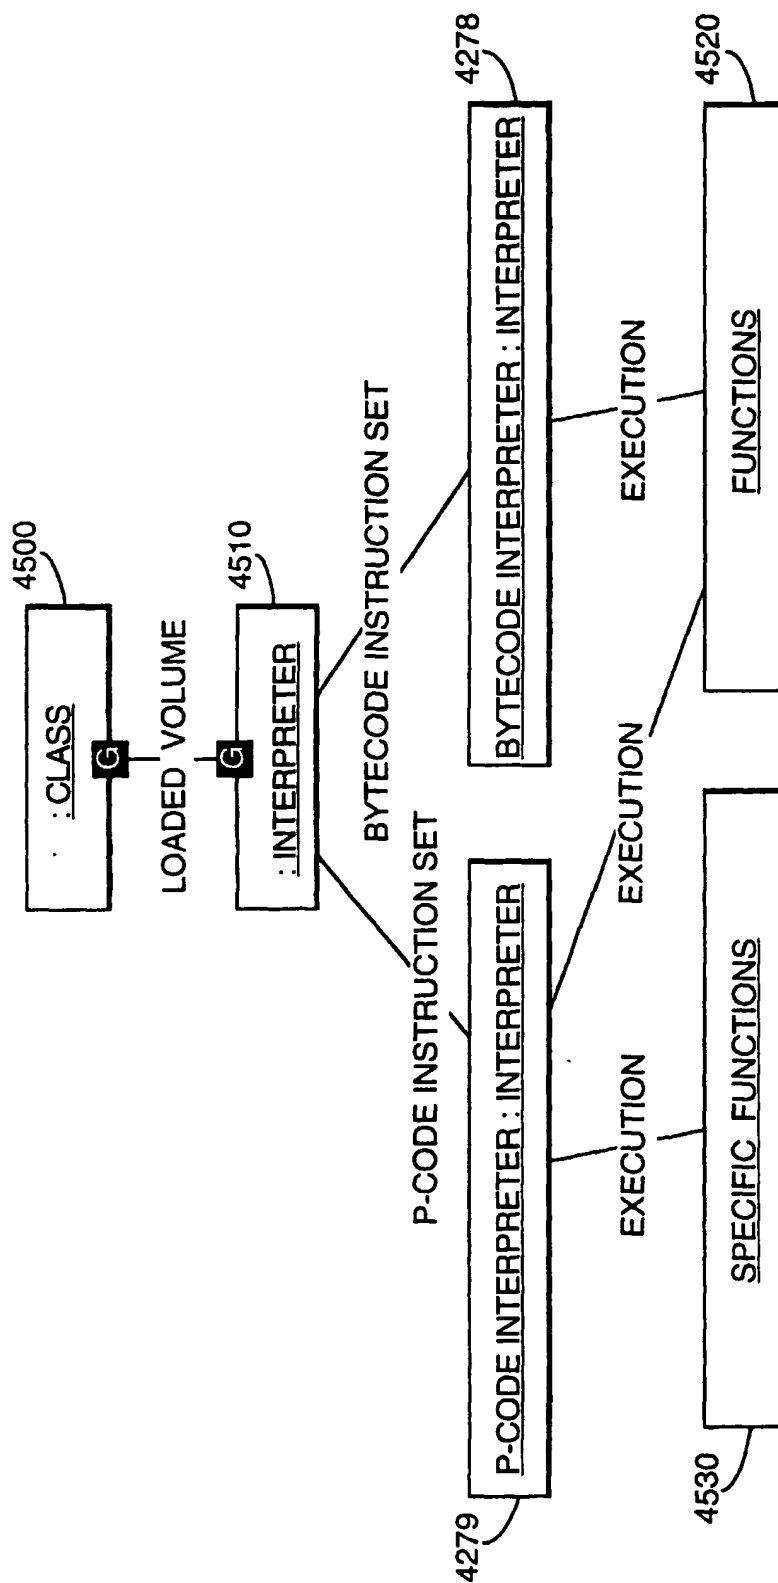 4500
: CLASS
G
LOADED VOLUME
G
4510
: INTERPRETER
P-CODE INSTRUCTION SET
BYTECODE INSTRUCTION SET
4279
P-CODE INTERPRETER : INTERPRETER
BYTECODE INTERPRETER : INTERPRETER
4278
EXECUTION
EXECUTION
EXECUTION
4530
SPECIFIC FUNCTIONS
FUNCTIONS
4520